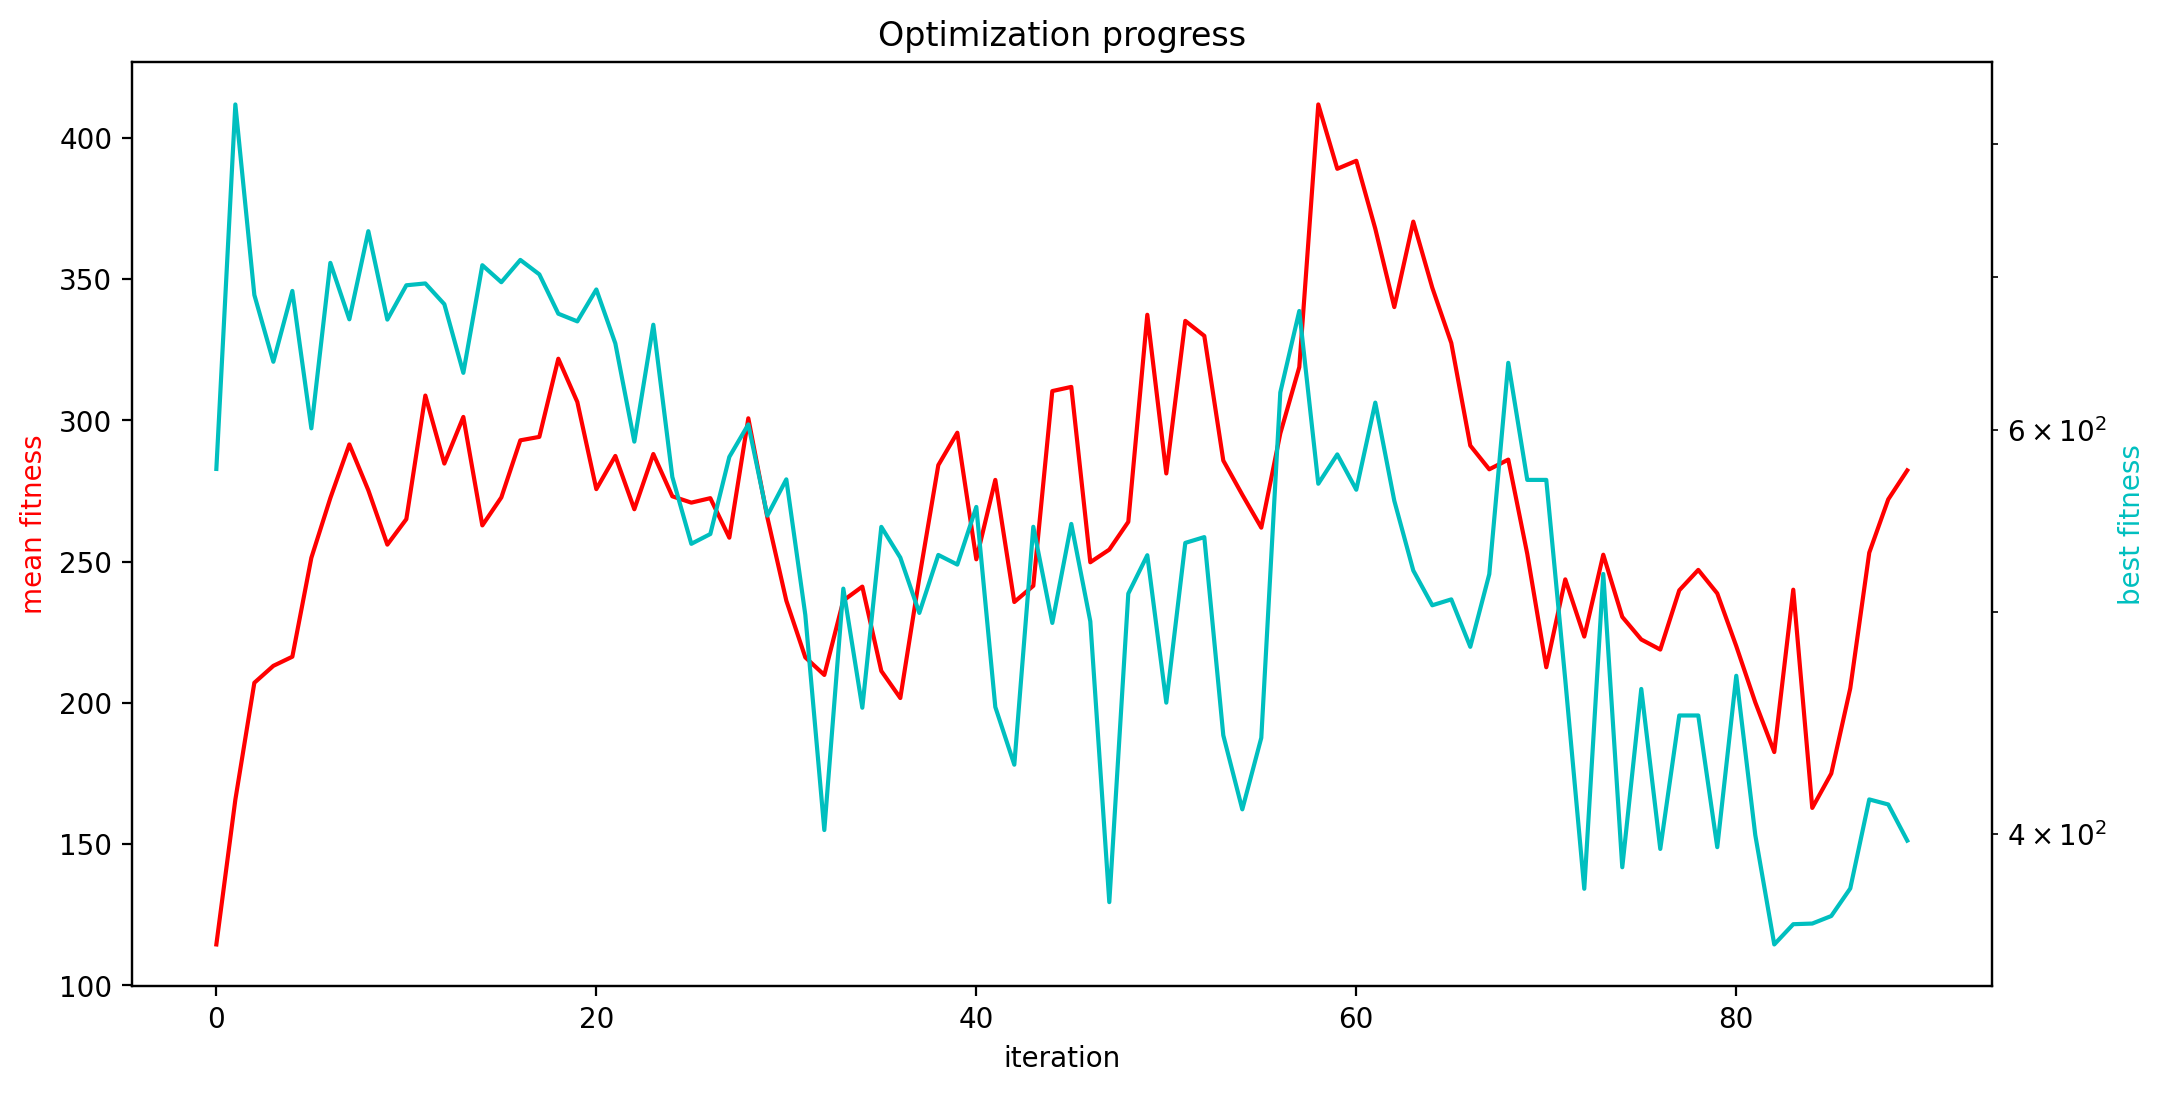 Optimization progress
mean fitness
400
350
300
250
200
150
100
6 × 10²
4 × 10²
best fitness
0 20 40 60 80
iteration